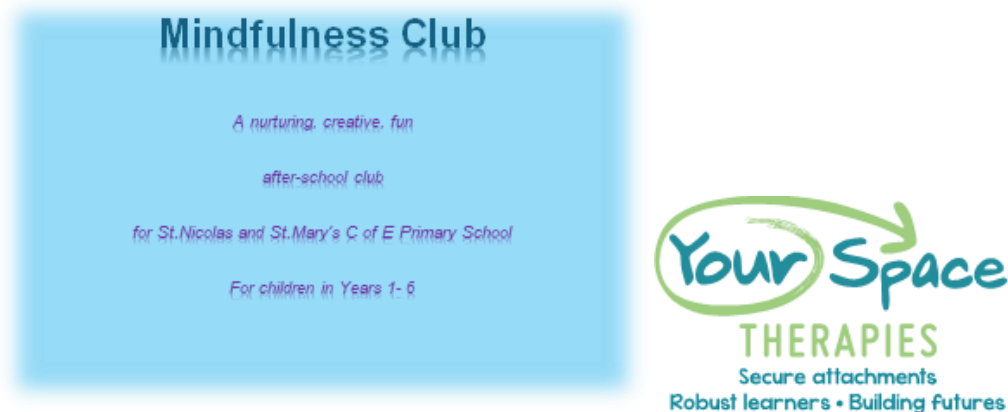 Mindfulness Club
A nurturing, creative, fun
after-school club
for St.Nicolas and St.Mary's C of E Primary School
For children in Years 1- 6
Your Space
THERAPIES
Secure attachments
Robust learners • Building futures